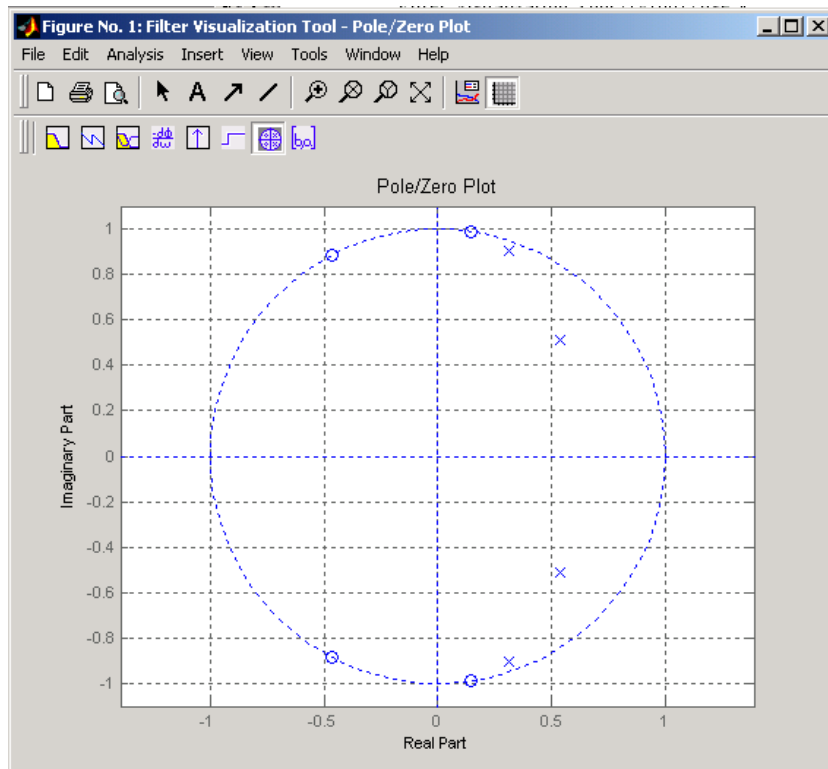 Figure No. 1: Filter Visualization Tool - Pole/Zero Plot
File Edit Analysis Insert View Tools Window Help
A
-dϕ
dω
[b,a]
Pole/Zero Plot
1
0.8
0.6
0.4
0.2
0
-0.2
-0.4
-0.6
-0.8
-1
Imaginary Part
-1 -0.5 0 0.5 1
Real Part